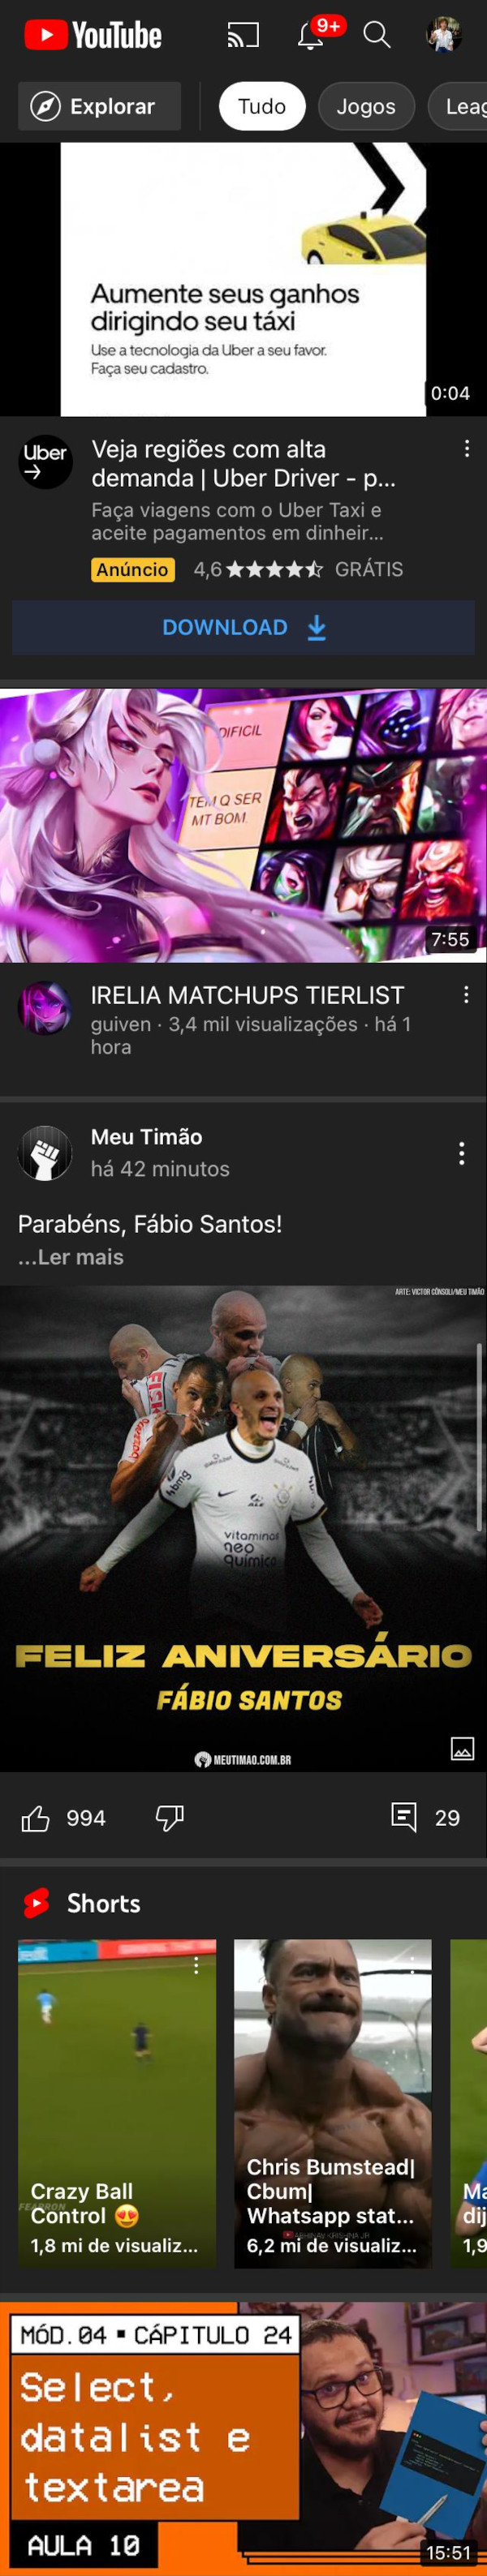 YouTube
9+
Explorar
Tudo
Jogos
Leag
Aumente seus ganhos
dirigindo seu táxi
Use a tecnologia da Uber a seu favor.
Faça seu cadastro.
0:04
Uber
Veja regiões com alta
demanda | Uber Driver - p...
Faça viagens com o Uber Taxi e
aceite pagamentos em dinheir...
Anúncio
4,6
GRÁTIS
DOWNLOAD
DIFICIL
TEM Q SER
MT BOM
7:55
IRELIA MATCHUPS TIERLIST
guiven · 3,4 mil visualizações · há 1
hora
Meu Timão
há 42 minutos
Parabéns, Fábio Santos!
...Ler mais
ARTE: VICTOR CÔNSOLI/MEU TIMÃO
vitaminas
neo
química
FELIZ ANIVERSÁRIO
FÁBIO SANTOS
MEUTIMAO.COM.BR
994
29
Shorts
Crazy Ball
Control 😍
1,8 mi de visualiz...
Chris Bumstead|
Cbum|
Whatsapp stat...
6,2 mi de visualiz...
Ma
dij
1,9
MÓD.04 ▪ CÁPITULO 24
Select,
datalist e
textarea
AULA 10
15:51